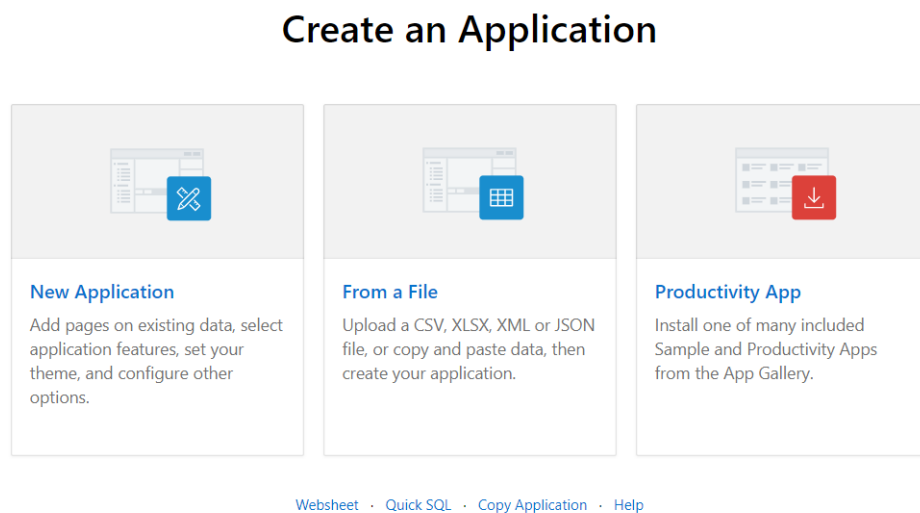 Create an Application
New Application
Add pages on existing data, select
application features, set your
theme, and configure other
options.
From a File
Upload a CSV, XLSX, XML or JSON
file, or copy and paste data, then
create your application.
Productivity App
Install one of many included
Sample and Productivity Apps
from the App Gallery.
Websheet · Quick SQL · Copy Application · Help